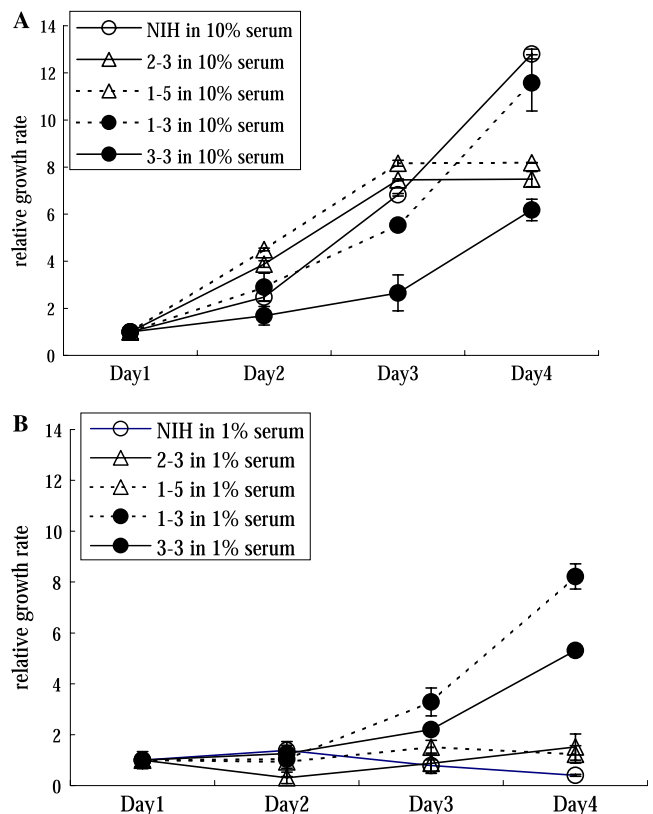 A
14
12
10
8
6
4
2
0
relative growth rate
NIH in 10% serum
2-3 in 10% serum
1-5 in 10% serum
1-3 in 10% serum
3-3 in 10% serum
Day1 Day2 Day3 Day4
B
14
12
10
8
6
4
2
0
relative growth rate
NIH in 1% serum
2-3 in 1% serum
1-5 in 1% serum
1-3 in 1% serum
3-3 in 1% serum
Day1 Day2 Day3 Day4